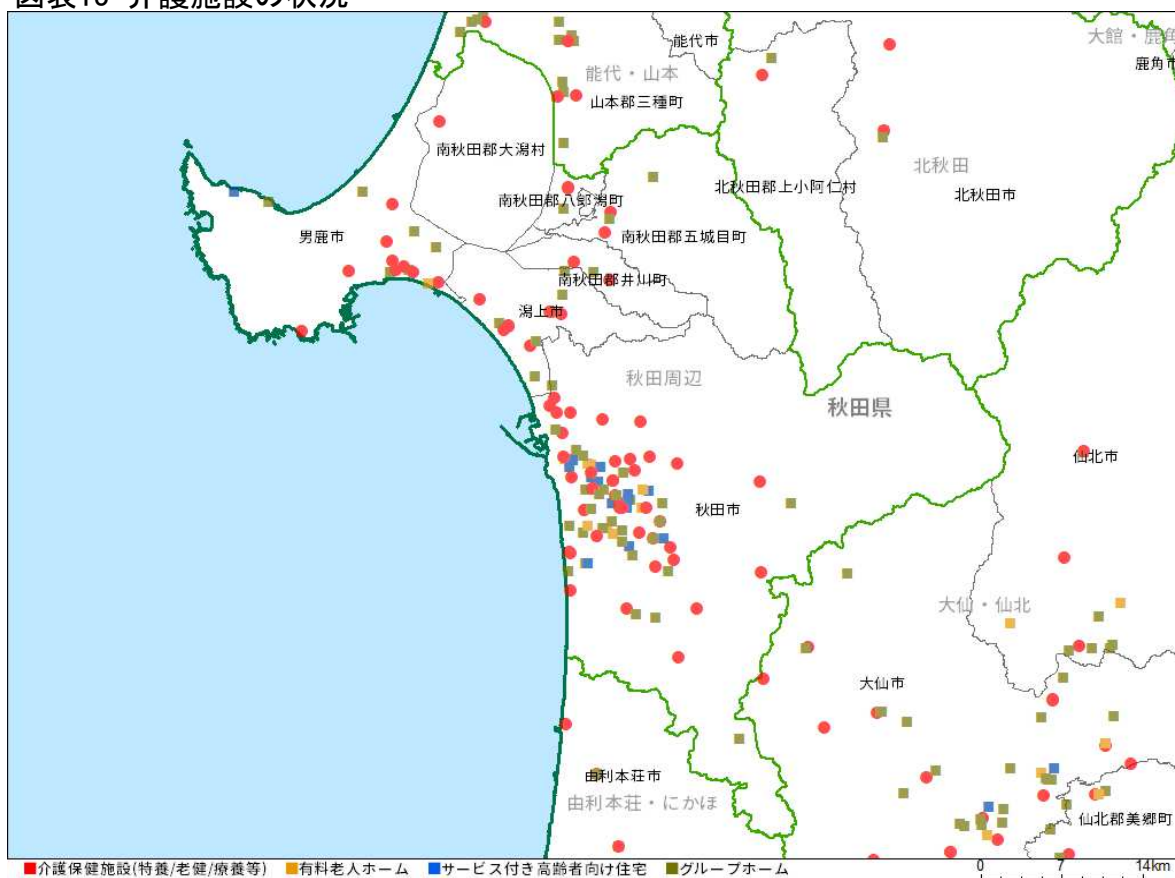 図表10 介護施設の状況
大館・鹿角
能代市
鹿角市
能代・山本
山本郡三種町
南秋田郡大潟村
北秋田
北秋田郡上小阿仁村
北秋田市
南秋田郡八郎潟町
男鹿市
南秋田郡五城目町
南秋田郡井川町
潟上市
秋田周辺
秋田県
仙北市
秋田市
大仙・仙北
大仙市
由利本荘市
由利本荘・にかほ
仙北郡美郷町
介護保健施設(特養/老健/療養等) 有料老人ホーム サービス付き高齢者向け住宅 グループホーム
0 7 14km